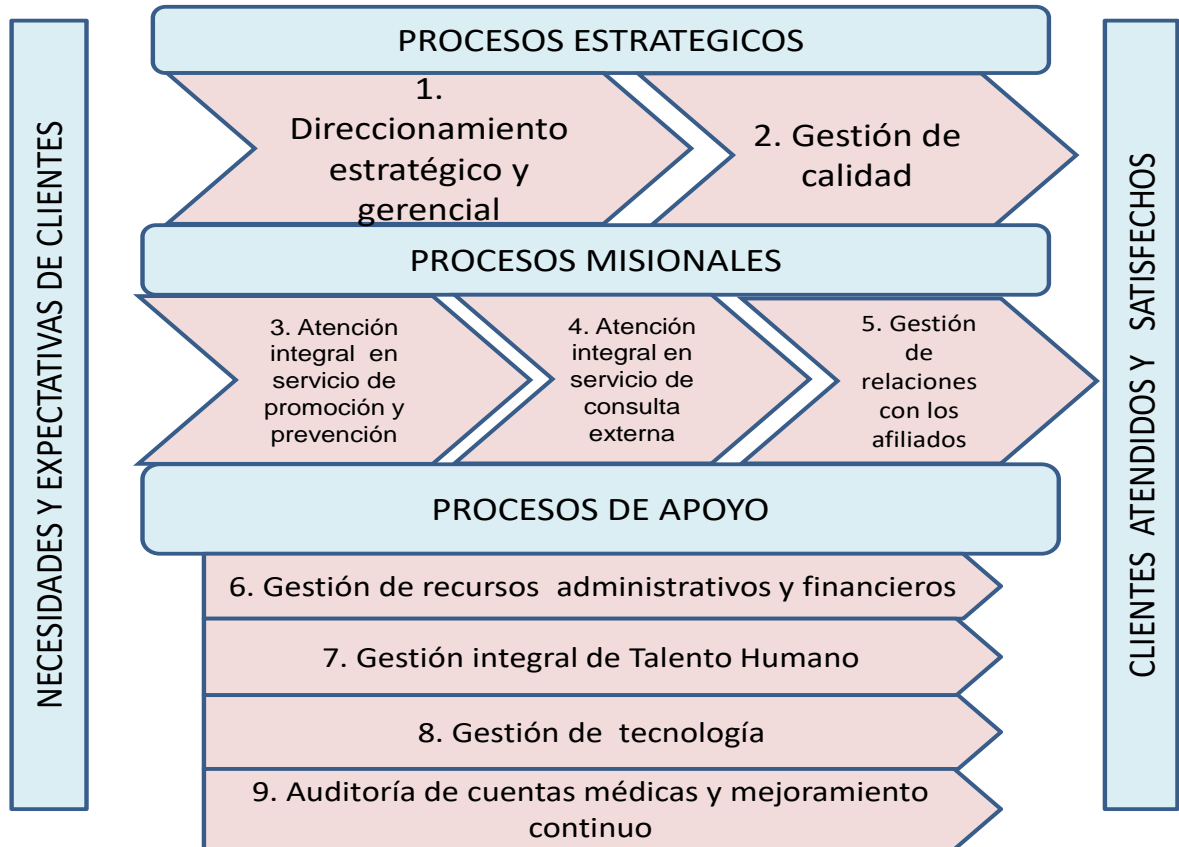 NECESIDADES Y EXPECTATIVAS DE CLIENTES
PROCESOS ESTRATEGICOS
1.
Direccionamiento
estratégico y
gerencial
2. Gestión de
calidad
PROCESOS MISIONALES
3. Atención
integral en
servicio de
promoción y
prevención
4. Atención
integral en
servicio de
consulta
externa
5. Gestión
de
relaciones
con los
afiliados
PROCESOS DE APOYO
6. Gestión de recursos administrativos y financieros
7. Gestión integral de Talento Humano
8. Gestión de tecnología
9. Auditoría de cuentas médicas y mejoramiento
continuo
CLIENTES ATENDIDOS Y SATISFECHOS